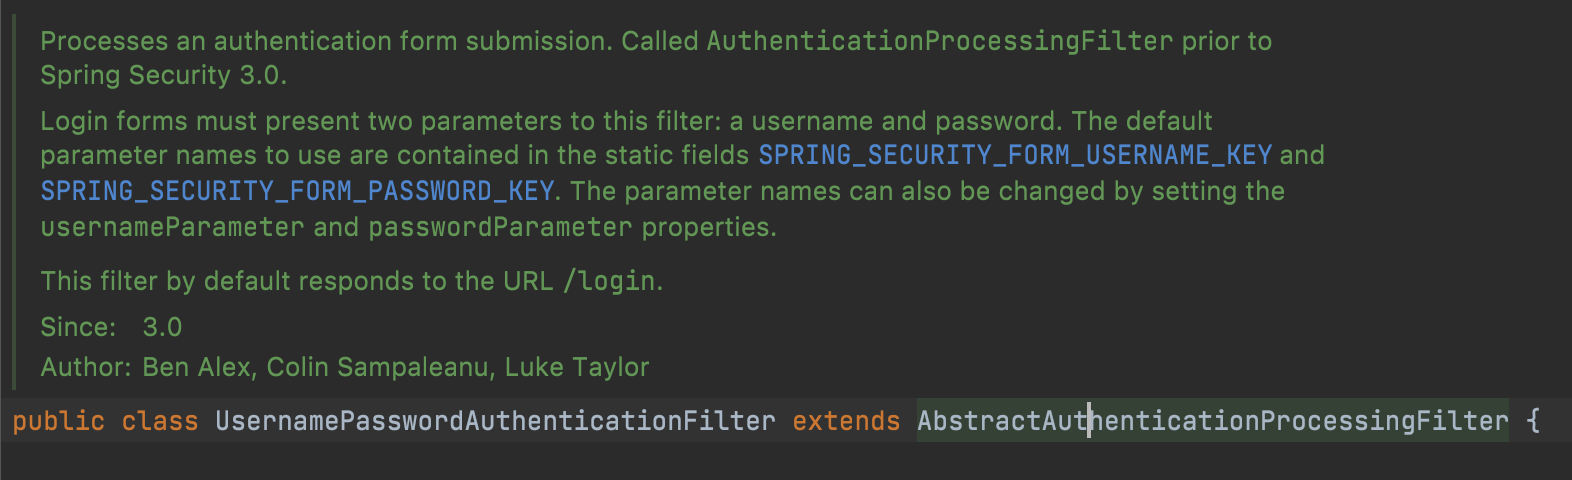 Processes an authentication form submission. Called AuthenticationProcessingFilter prior to
Spring Security 3.0.
Login forms must present two parameters to this filter: a username and password. The default
parameter names to use are contained in the static fields SPRING_SECURITY_FORM_USERNAME_KEY and
SPRING_SECURITY_FORM_PASSWORD_KEY. The parameter names can also be changed by setting the
usernameParameter and passwordParameter properties.
This filter by default responds to the URL /login.
Since: 3.0
Author: Ben Alex, Colin Sampaleanu, Luke Taylor
public class UsernamePasswordAuthenticationFilter extends AbstractAuthenticationProcessingFilter {